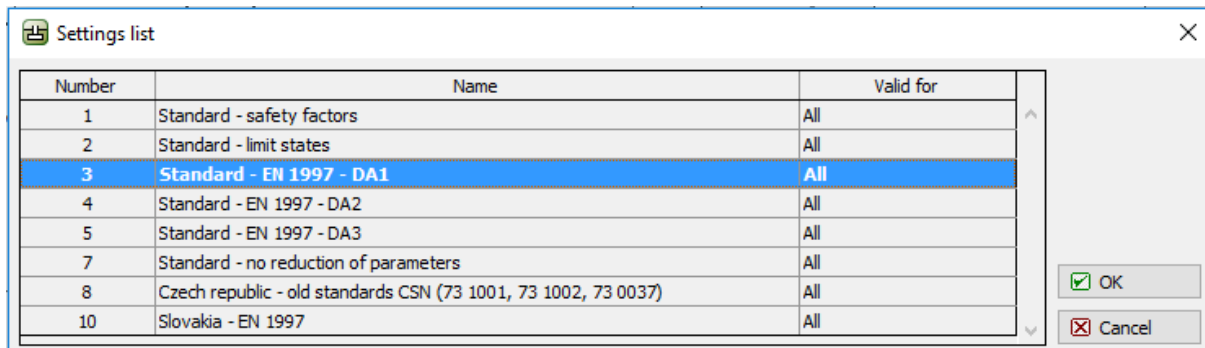 Settings list
Number Name Valid for
1 Standard - safety factors All
2 Standard - limit states All
3 Standard - EN 1997 - DA1 All
4 Standard - EN 1997 - DA2 All
5 Standard - EN 1997 - DA3 All
7 Standard - no reduction of parameters All
8 Czech republic - old standards CSN (73 1001, 73 1002, 73 0037) All
10 Slovakia - EN 1997 All
OK
Cancel